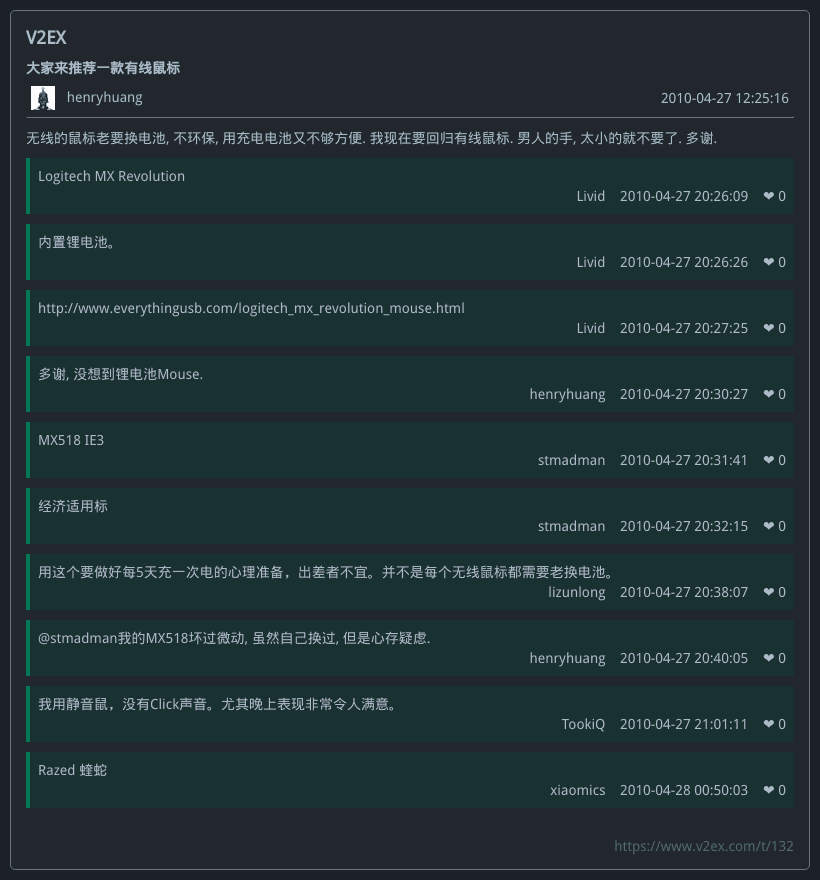 V2EX
大家来推荐一款有线鼠标
henryhuang 2010-04-27 12:25:16
无线的鼠标老要换电池, 不环保, 用充电电池又不够方便. 我现在要回归有线鼠标. 男人的手, 太小的就不要了. 多谢.
Logitech MX Revolution
Livid 2010-04-27 20:26:09 ❤ 0
内置锂电池。
Livid 2010-04-27 20:26:26 ❤ 0
http://www.everythingusb.com/logitech_mx_revolution_mouse.html
Livid 2010-04-27 20:27:25 ❤ 0
多谢, 没想到锂电池Mouse.
henryhuang 2010-04-27 20:30:27 ❤ 0
MX518 IE3
stmadman 2010-04-27 20:31:41 ❤ 0
经济适用标
stmadman 2010-04-27 20:32:15 ❤ 0
用这个要做好每5天充一次电的心理准备，出差者不宜。并不是每个无线鼠标都需要老换电池。
lizunlong 2010-04-27 20:38:07 ❤ 0
@stmadman我的MX518坏过微动, 虽然自己换过, 但是心存疑虑.
henryhuang 2010-04-27 20:40:05 ❤ 0
我用静音鼠，没有Click声音。尤其晚上表现非常令人满意。
TookiQ 2010-04-27 21:01:11 ❤ 0
Razed 蝰蛇
xiaomics 2010-04-28 00:50:03 ❤ 0
https://www.v2ex.com/t/132